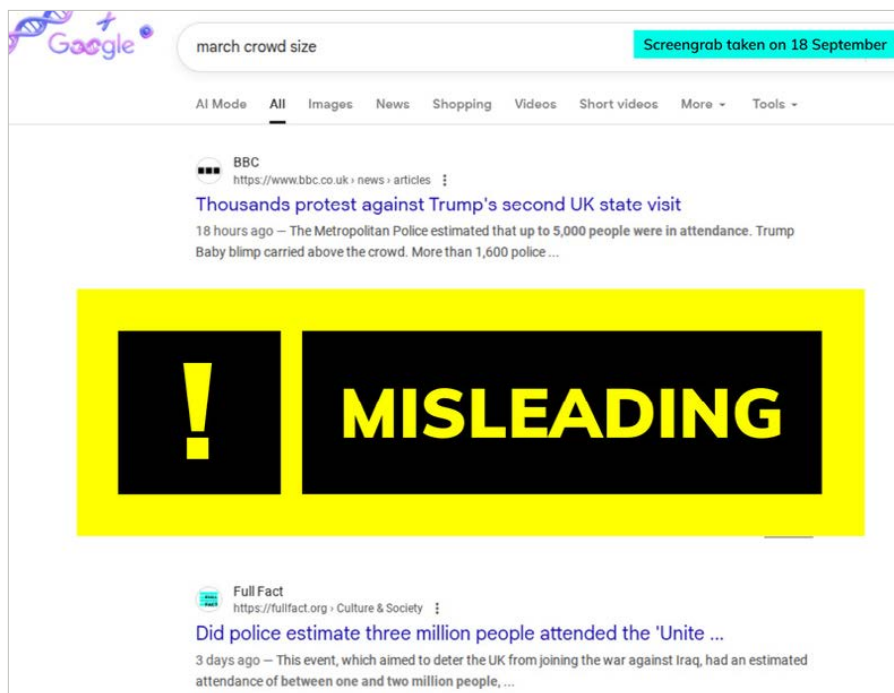 Google
march crowd size
Screengrab taken on 18 September
AI Mode All Images News Shopping Videos Short videos More Tools
BBC
https://www.bbc.co.uk › news › articles
Thousands protest against Trump's second UK state visit
18 hours ago — The Metropolitan Police estimated that up to 5,000 people were in attendance. Trump
Baby blimp carried above the crowd. More than 1,600 police ...
! MISLEADING
Full Fact
https://fullfact.org › Culture & Society
Did police estimate three million people attended the 'Unite ...
3 days ago — This event, which aimed to deter the UK from joining the war against Iraq, had an estimated
attendance of between one and two million people, ...